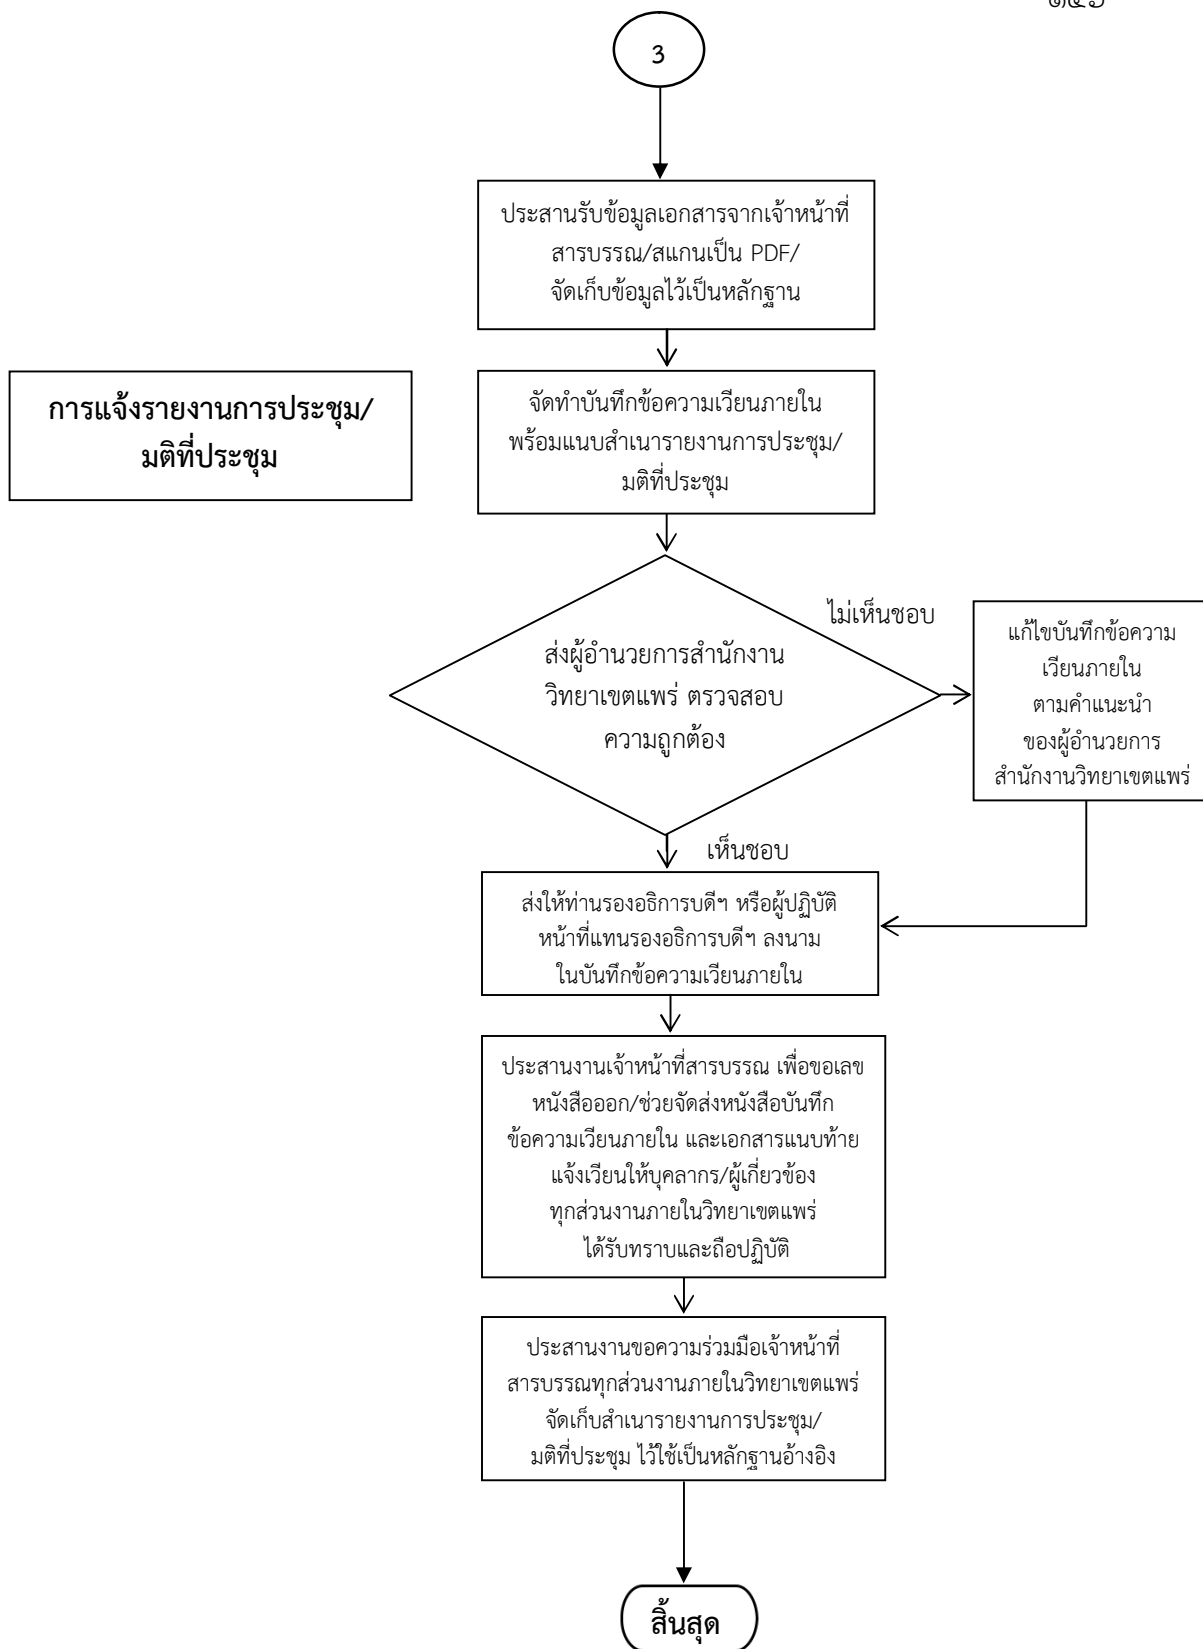 3
ประสานรับข้อมูลเอกสารจากเจ้าหน้าที่
สารบรรณ/สแกนเป็น PDF/
จัดเก็บข้อมูลไว้เป็นหลักฐาน
การแจ้งรายงานการประชุม/
มติที่ประชุม
จัดทำบันทึกข้อความเวียนภายใน
พร้อมแนบสำเนารายงานการประชุม/
มติที่ประชุม
ส่งผู้อำนวยการสำนักงาน
วิทยาเขตแพร่ ตรวจสอบ
ความถูกต้อง
ไม่เห็นชอบ
แก้ไขบันทึกข้อความ
เวียนภายใน
ตามคำแนะนำ
ของผู้อำนวยการ
สำนักงานวิทยาเขตแพร่
เห็นชอบ
ส่งให้ท่านรองอธิการบดีฯ หรือผู้ปฏิบัติ
หน้าที่แทนรองอธิการบดีฯ ลงนาม
ในบันทึกข้อความเวียนภายใน
ประสานงานเจ้าหน้าที่สารบรรณ เพื่อขอเลข
หนังสือออก/ช่วยจัดส่งหนังสือบันทึก
ข้อความเวียนภายใน และเอกสารแนบท้าย
แจ้งเวียนให้บุคลากร/ผู้เกี่ยวข้อง
ทุกส่วนงานภายในวิทยาเขตแพร่
ได้รับทราบและถือปฏิบัติ
ประสานงานขอความร่วมมือเจ้าหน้าที่
สารบรรณทุกส่วนงานภายในวิทยาเขตแพร่
จัดเก็บสำเนารายงานการประชุม/
มติที่ประชุม ไว้ใช้เป็นหลักฐานอ้างอิง
สิ้นสุด